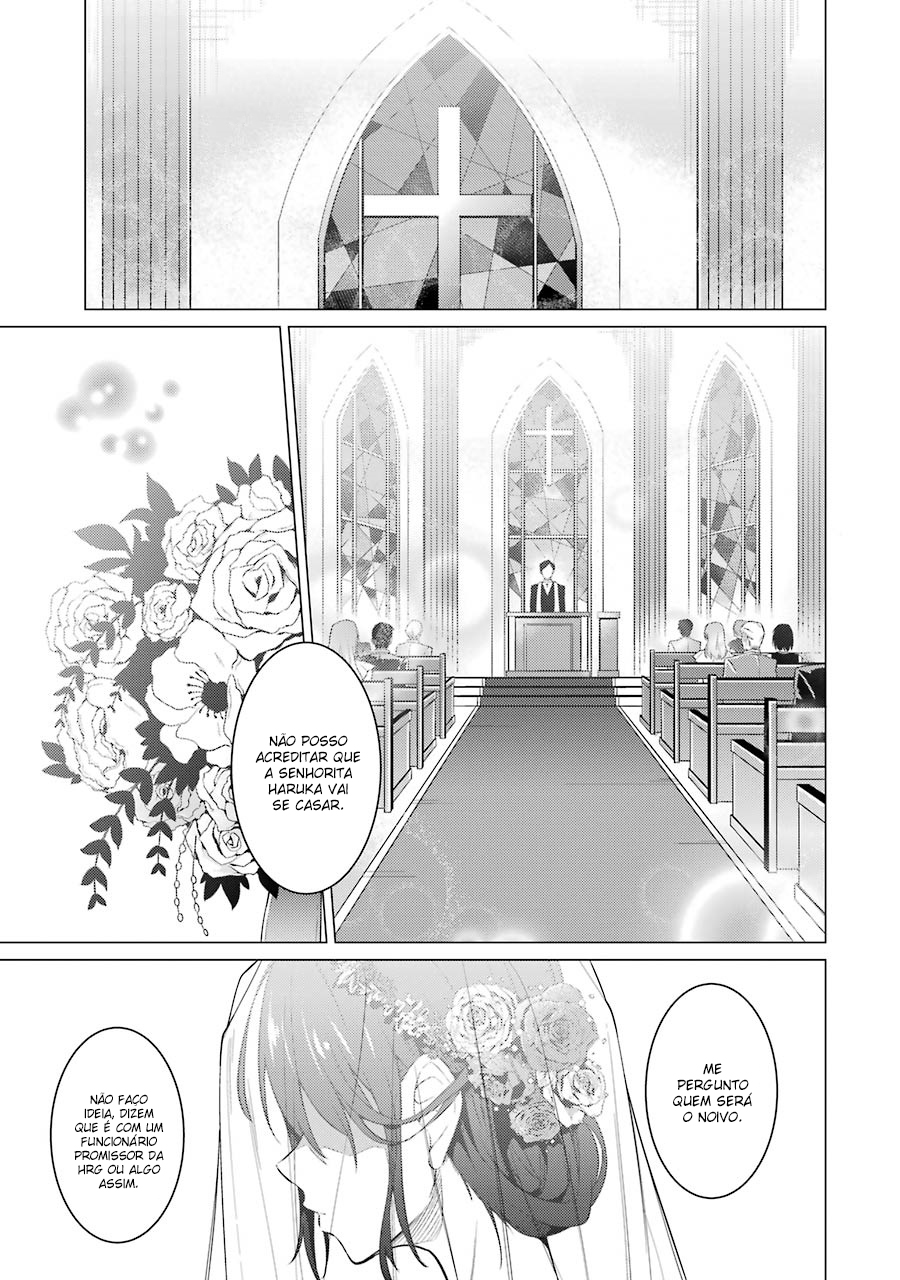 NÃO POSSO
ACREDITAR QUE
A SENHORITA
HARUKA VAI
SE CASAR.
ME
PERGUNTO
QUEM SERÁ
O NOIVO.
NÃO FAÇO
IDEIA, DIZEM
QUE É COM UM
FUNCIONÁRIO
PROMISSOR DA
HRG OU ALGO
ASSIM.